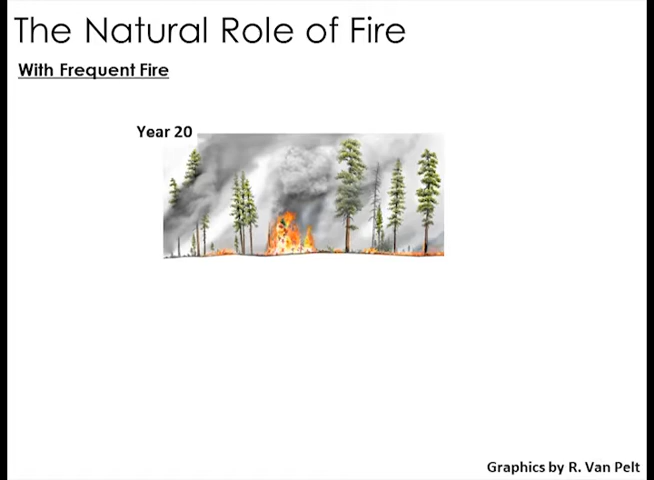 The Natural Role of Fire
With Frequent Fire
Year 20
Graphics by R. Van Pelt